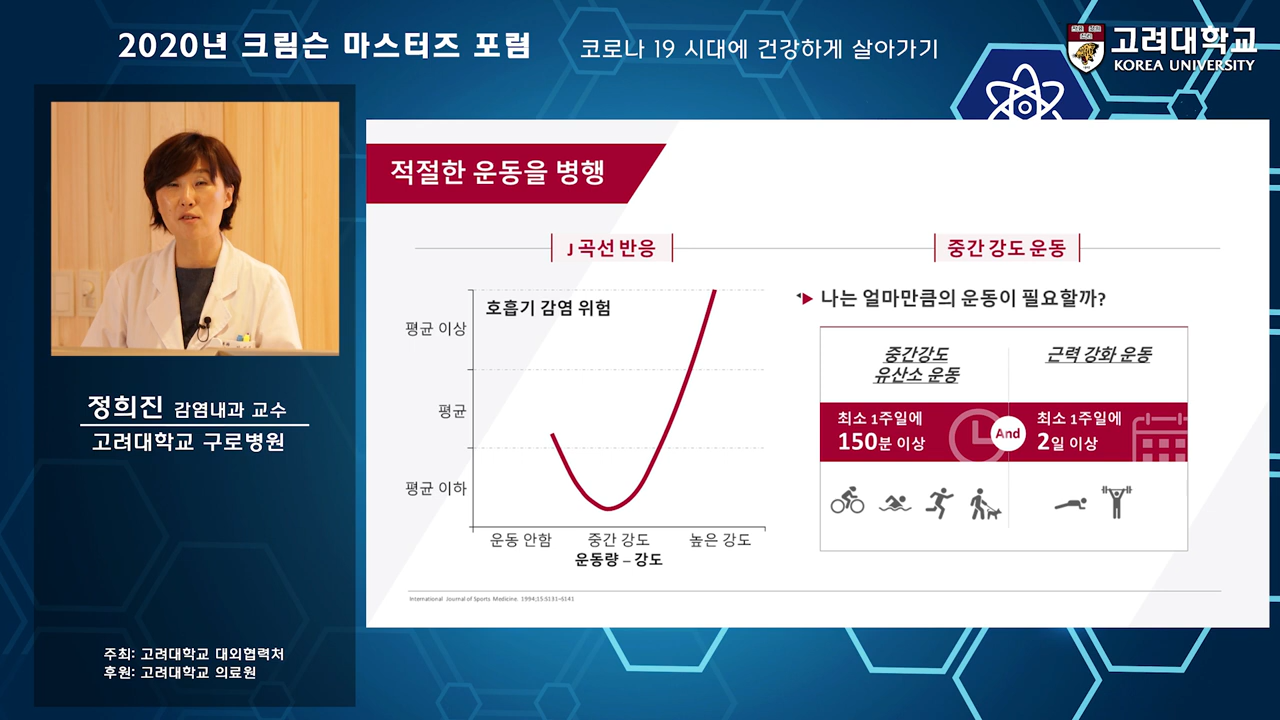 2020년 크림슨 마스터즈 포럼
코로나 19 시대에 건강하게 살아가기
고려대학교
KOREA UNIVERSITY
정희진 감염내과 교수
고려대학교 구로병원
주최: 고려대학교 대외협력처
후원: 고려대학교 의료원
적절한 운동을 병행
J 곡선 반응
호흡기 감염 위험
평균 이상
평균
평균 이하
운동 안함
중간 강도
높은 강도
운동량 – 강도
중간 강도 운동
나는 얼마만큼의 운동이 필요할까?
중간강도
유산소 운동
근력 강화 운동
최소 1주일에
150분 이상
And
최소 1주일에
2일 이상
International Journal of Sports Medicine. 1994;15:S131–S141